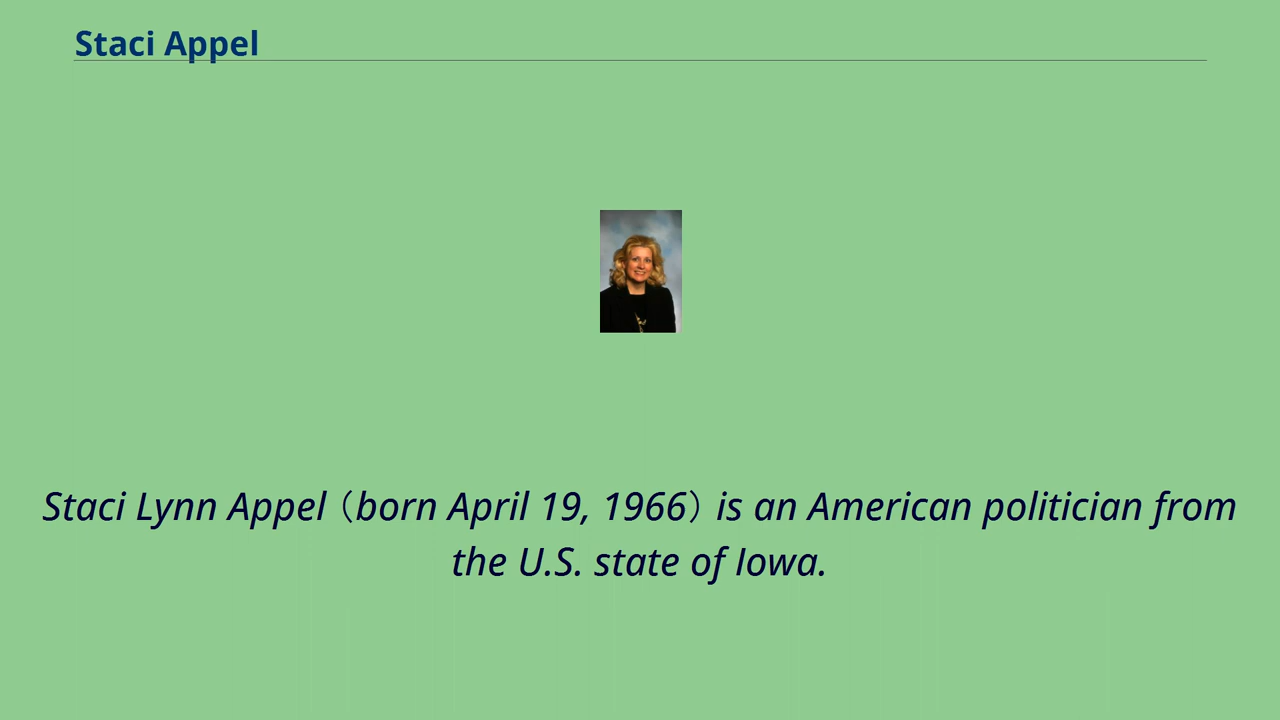 Staci Appel
Staci Lynn Appel (born April 19, 1966) is an American politician from
the U.S. state of Iowa.